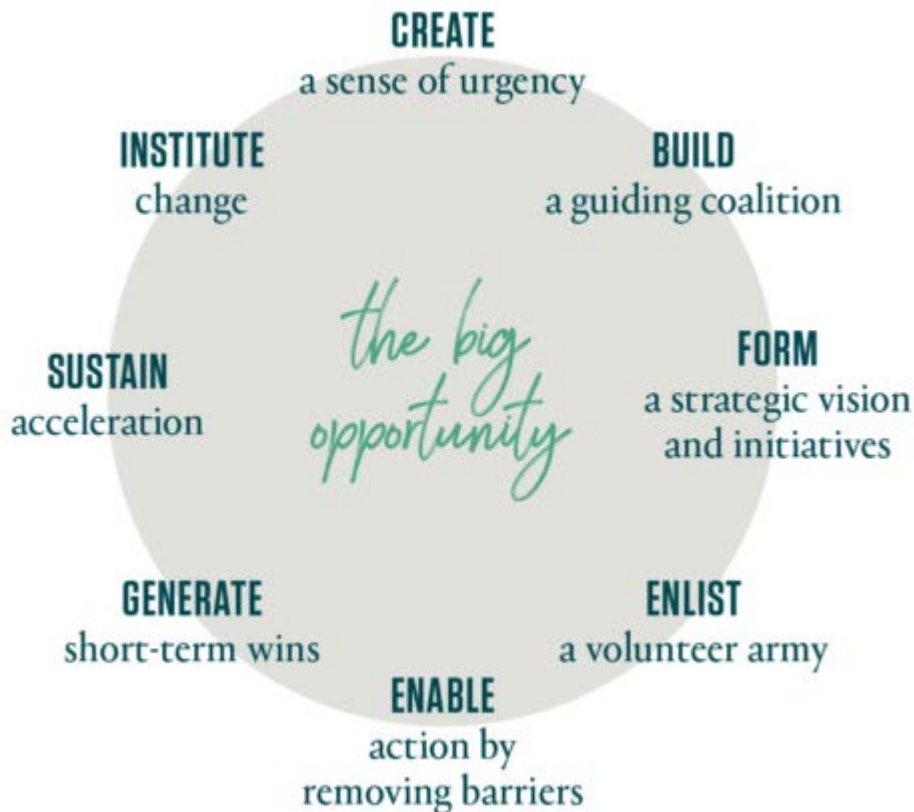 CREATE
a sense of urgency
BUILD
a guiding coalition
FORM
a strategic vision
and initiatives
ENLIST
a volunteer army
ENABLE
action by
removing barriers
GENERATE
short-term wins
SUSTAIN
acceleration
INSTITUTE
change
the big
opportunity